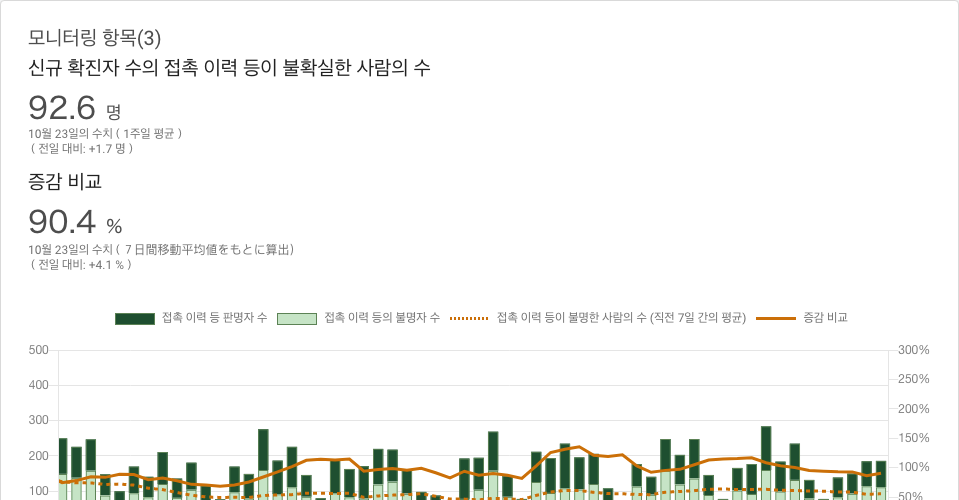 모니터링 항목(3)
신규 확진자 수의 접촉 이력 등이 불확실한 사람의 수
92.6 명
10월 23일의 수치 ( 1주일 평균 )
( 전일 대비: +1.7 명 )
증감 비교
90.4 %
10월 23일의 수치 ( 7日間移動平均値をもとに算出)
( 전일 대비: +4.1 % )
접촉 이력 등 판명자 수 접촉 이력 등의 불명자 수 접촉 이력 등이 불명한 사람의 수 (직전 7일 간의 평균) 증감 비교
500 300%
400 250%
300 200%
200 150%
100 100%
50%